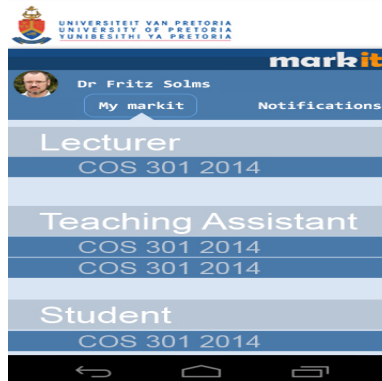 UNIVERSITEIT VAN PRETORIA
UNIVERSITY OF PRETORIA
YUNIBESITHI YA PRETORIA
markit
Dr Fritz Solms
My markit Notifications
Lecturer
COS 301 2014
Teaching Assistant
COS 301 2014
COS 301 2014
Student
COS 301 2014